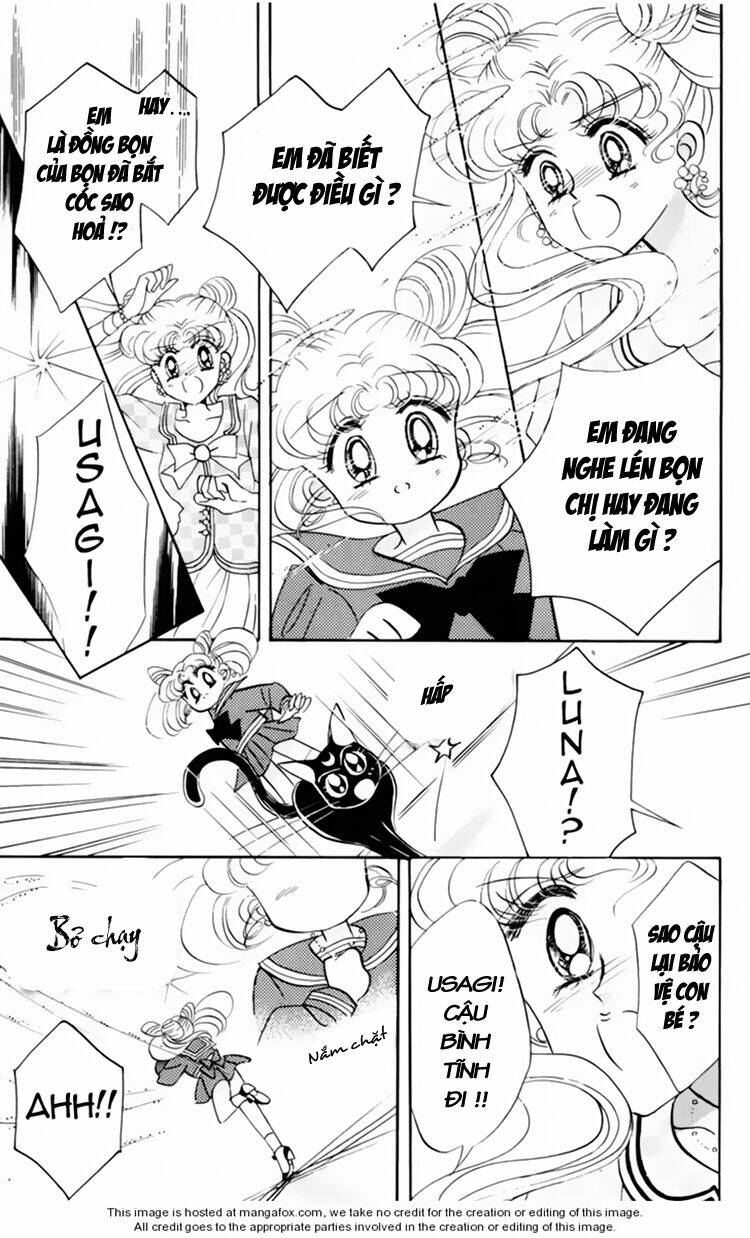 EM ĐÃ BIẾT
ĐƯỢC ĐIỀU GÌ ?
HAY . . .
EM
LÀ ĐỒNG BỌN
CỦA BỌN ĐÃ BẮT
CÓC SAO
HOẢ !?
EM ĐANG
NGHE LÉN BỌN
CHỊ HAY ĐANG
LÀM GÌ ?
USAGI!!
HẤP
LUNA!?
SAO CẬU
LẠI BẢO
VỆ CON
BÉ ?
USAGI!
CẬU
BÌNH
TĨNH
ĐI !!
Nắm chặt
Bỏ chạy
AHH!!
This image is hosted at mangafox.com, we take no credit for the creation or editing of this image.
All credit goes to the appropriate parties involved in the creation or editing of this image.